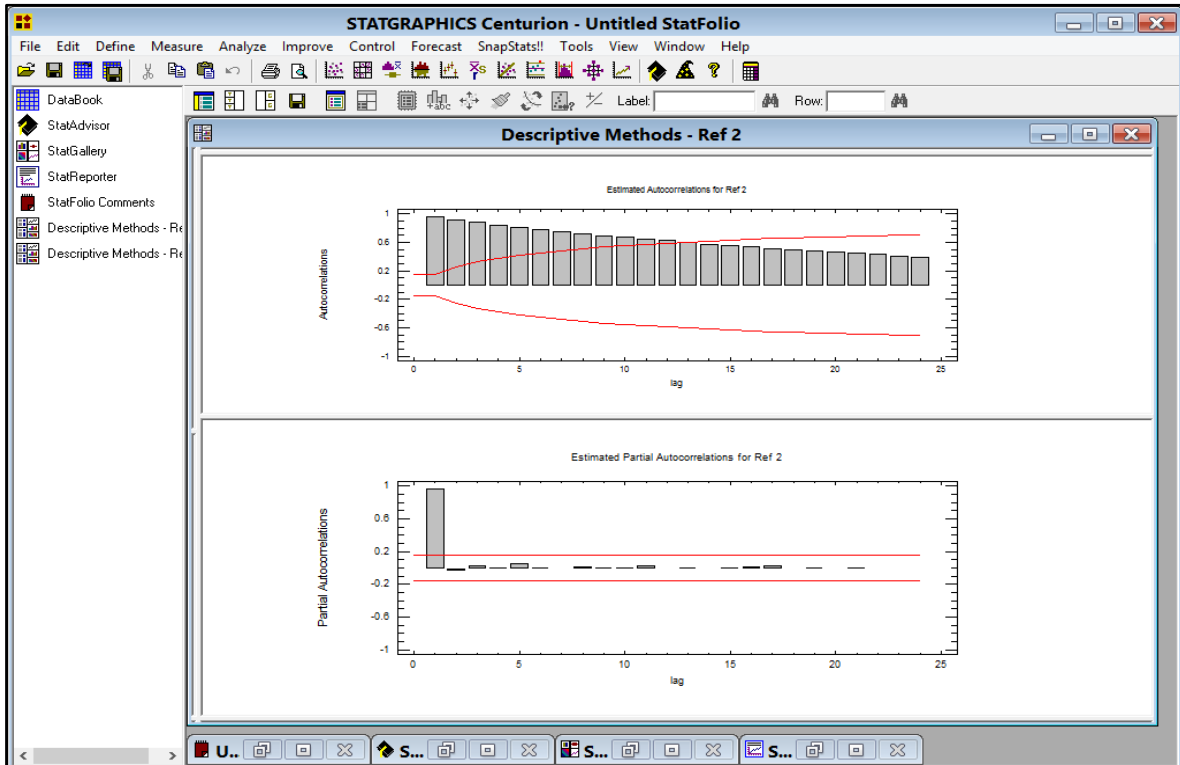 STATGRAPHICS Centurion - Untitled StatFolio
File Edit Define Measure Analyze Improve Control Forecast SnapStats!! Tools View Window Help
Label: Row:
DataBook
StatAdvisor
StatGallery
StatReporter
StatFolio Comments
Descriptive Methods - Re
Descriptive Methods - Re
Descriptive Methods - Ref 2
Estimated Autocorrelations for Ref 2
Autocorrelations
1
0.6
0.2
-0.2
-0.6
-1
0 5 10 15 20 25
lag
Estimated Partial Autocorrelations for Ref 2
Partial Autocorrelations
1
0.6
0.2
-0.2
-0.6
-1
0 5 10 15 20 25
lag
U... S... S... S...